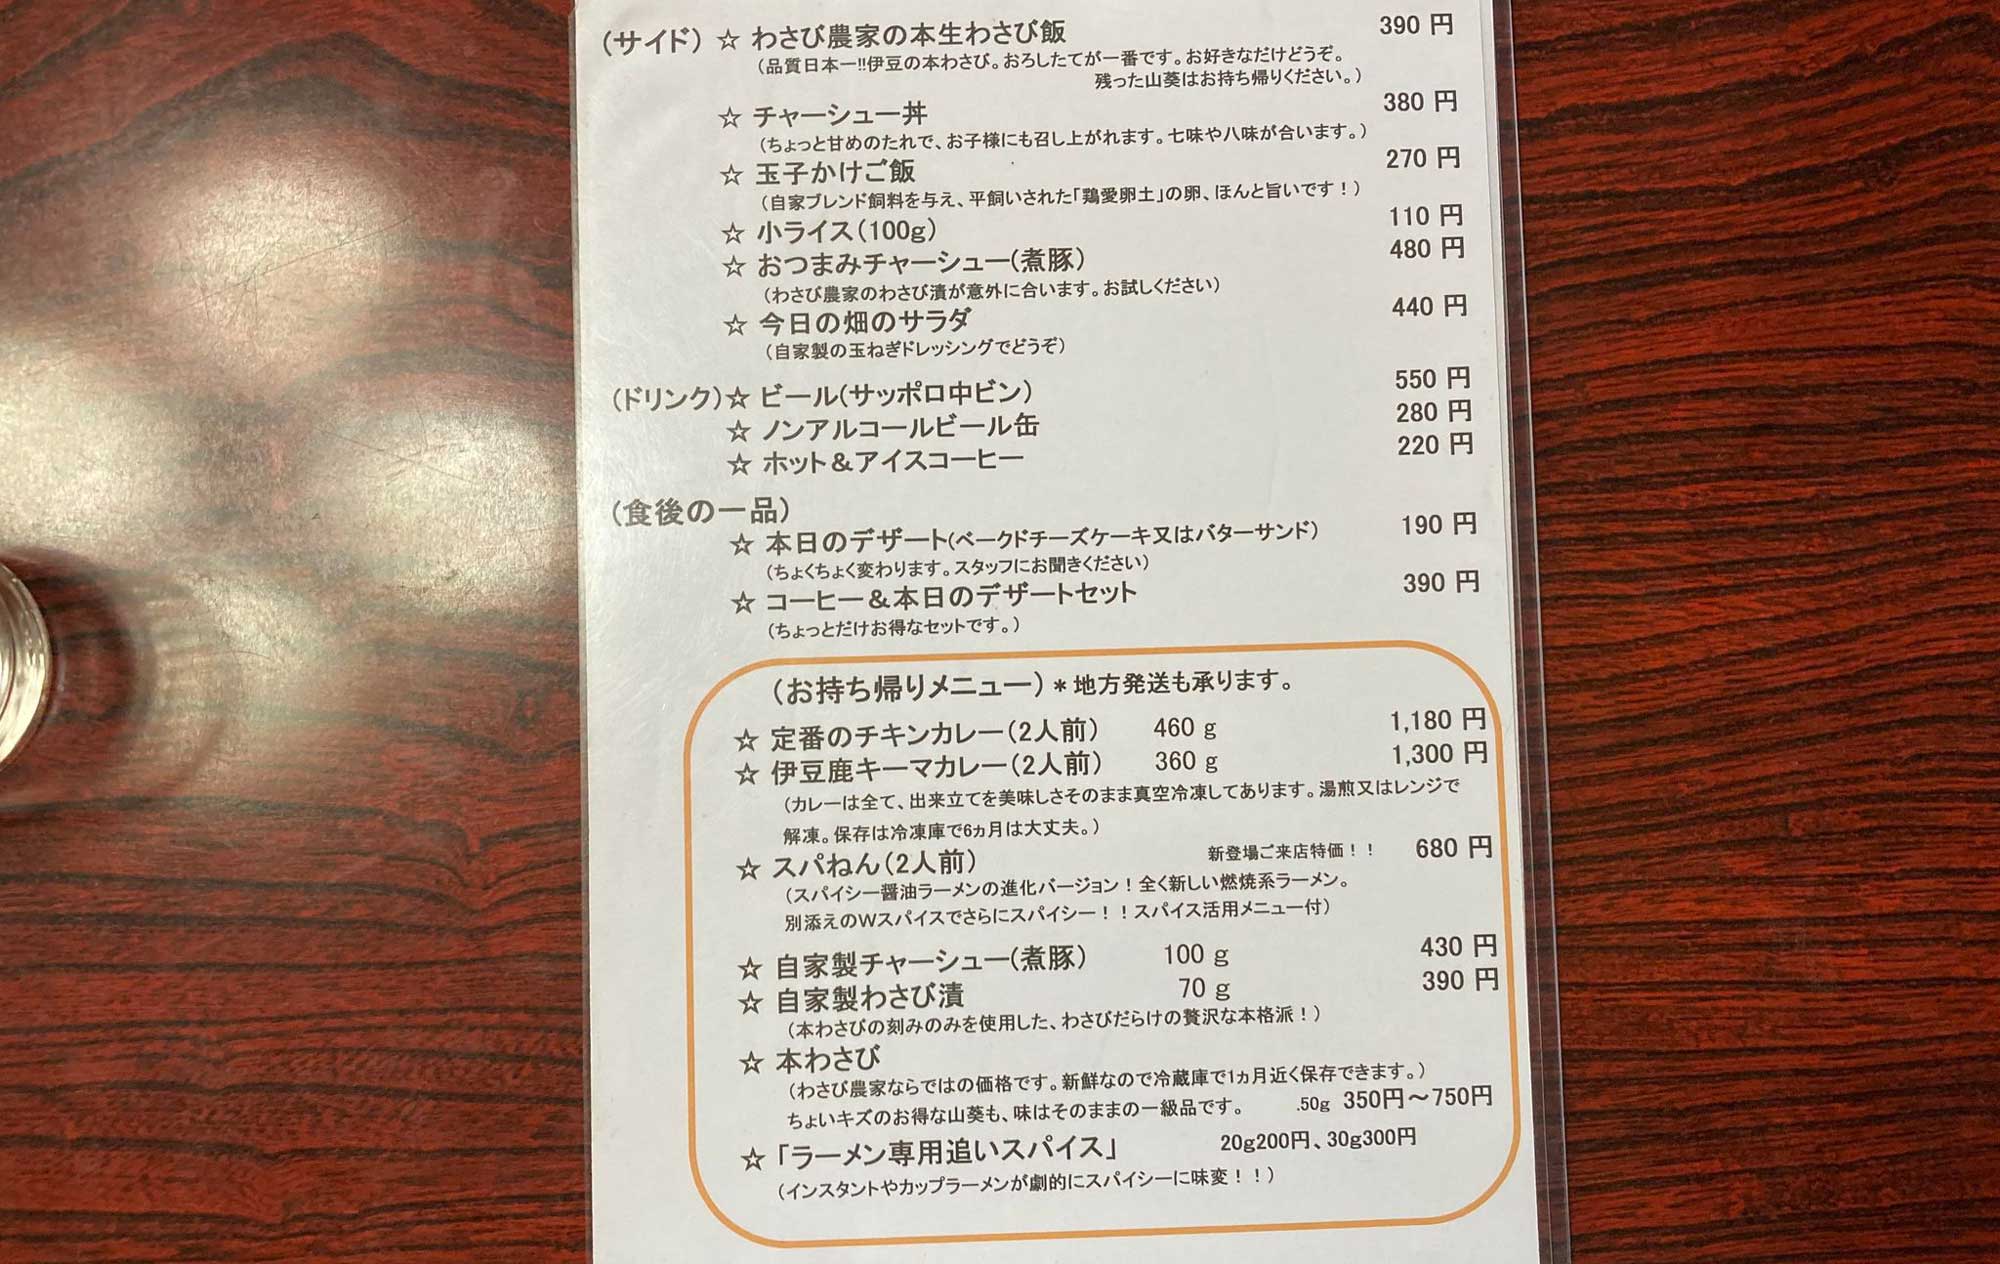 (サイド) ☆ わさび農家の本生わさび飯 390 円
(品質日本一!!伊豆の本わさび。おろしたてが一番です。お好きなだけどうぞ。
残った山葵はお持ち帰りください。)
☆ チャーシュー丼 380 円
(ちょっと甘めのたれで、お子様にも召し上がれます。七味や八味が合います。)
☆ 玉子かけご飯 270 円
(自家ブレンド飼料を与え、平飼いされた「鶏愛卵土」の卵、ほんと旨いです!)
☆ 小ライス(100g) 110 円
☆ おつまみチャーシュー(煮豚) 480 円
(わさび農家のわさび漬が意外に合います。お試しください)
☆ 今日の畑のサラダ 440 円
(自家製の玉ねぎドレッシングでどうぞ)
(ドリンク)☆ ビール(サッポロ中ビン) 550 円
☆ ノンアルコールビール缶 280 円
☆ ホット&アイスコーヒー 220 円
(食後の一品)
☆ 本日のデザート(ベークドチーズケーキ又はバターサンド) 190 円
(ちょくちょく変わります。スタッフにお聞きください)
☆ コーヒー&本日のデザートセット 390 円
(ちょっとだけお得なセットです。)
(お持ち帰りメニュー)*地方発送も承ります。
☆ 定番のチキンカレー(2人前) 460 g 1,180 円
☆ 伊豆鹿キーマカレー(2人前) 360 g 1,300 円
(カレーは全て、出来立てを美味しさそのまま真空冷凍してあります。湯煎又はレンジで
解凍。保存は冷凍庫で6ヵ月は大丈夫。)
☆ スパねん(2人前) 新登場ご来店特価!! 680 円
(スパイシー醤油ラーメンの進化バージョン!全く新しい燃焼系ラーメン。
別添えのWスパイスでさらにスパイシー!!スパイス活用メニュー付)
☆ 自家製チャーシュー(煮豚) 100 g 430 円
☆ 自家製わさび漬 70 g 390 円
(本わさびの刻みのみを使用した、わさびだらけの贅沢な本格派!)
☆ 本わさび
(わさび農家ならではの価格です。新鮮なので冷蔵庫で1ヵ月近く保存できます。)
ちょいキズのお得な山葵も、味はそのままの一級品です。 .50g 350円~750円
☆ 「ラーメン専用追いスパイス」 20g200円、30g300円
(インスタントやカップラーメンが劇的にスパイシーに味変!!)